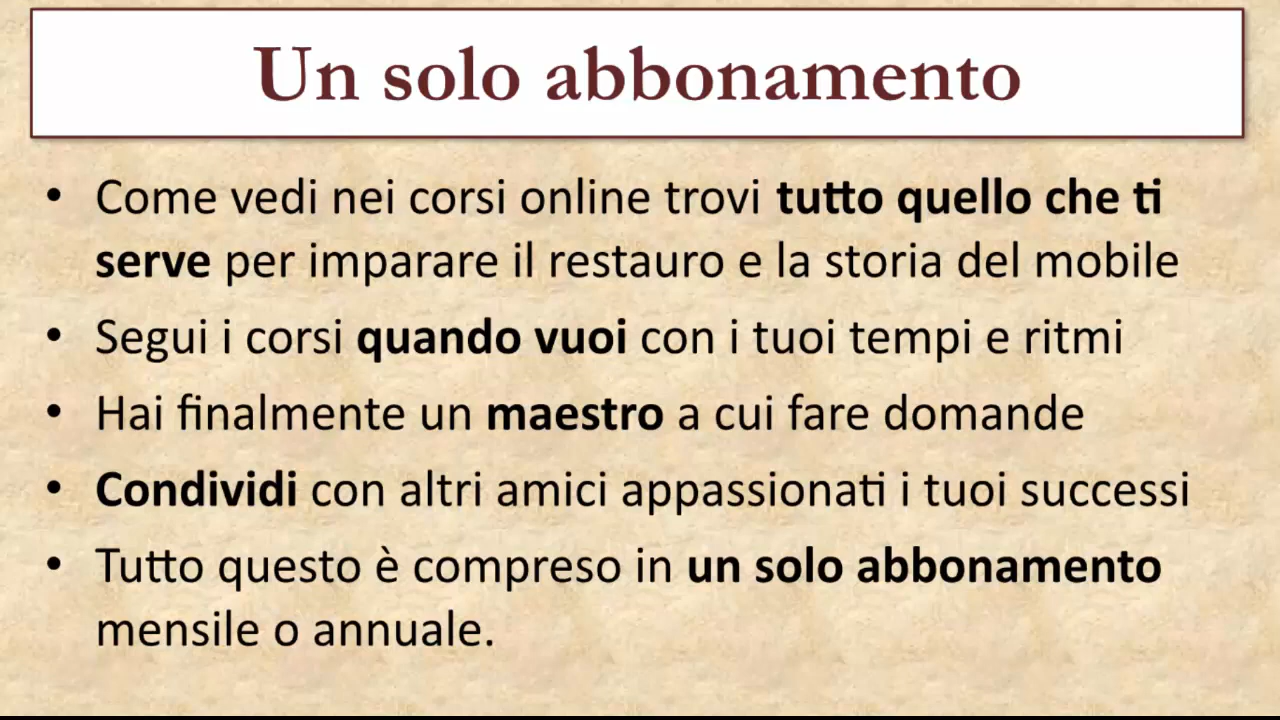 Un solo abbonamento
• Come vedi nei corsi online trovi tutto quello che ti
serve per imparare il restauro e la storia del mobile
• Segui i corsi quando vuoi con i tuoi tempi e ritmi
• Hai finalmente un maestro a cui fare domande
• Condividi con altri amici appassionati i tuoi successi
• Tutto questo è compreso in un solo abbonamento
mensile o annuale.